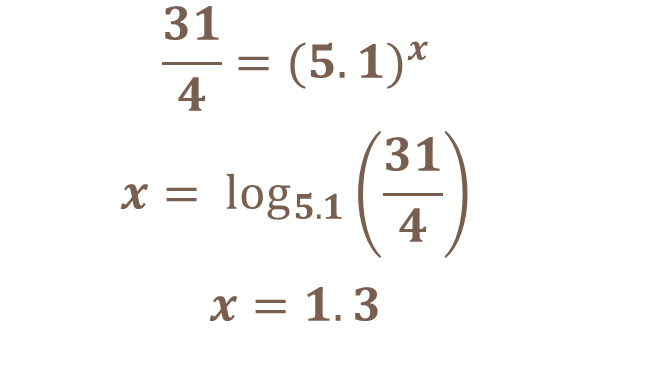 31/4 = (5.1)^x
x = log_5.1(31/4)
x = 1.3